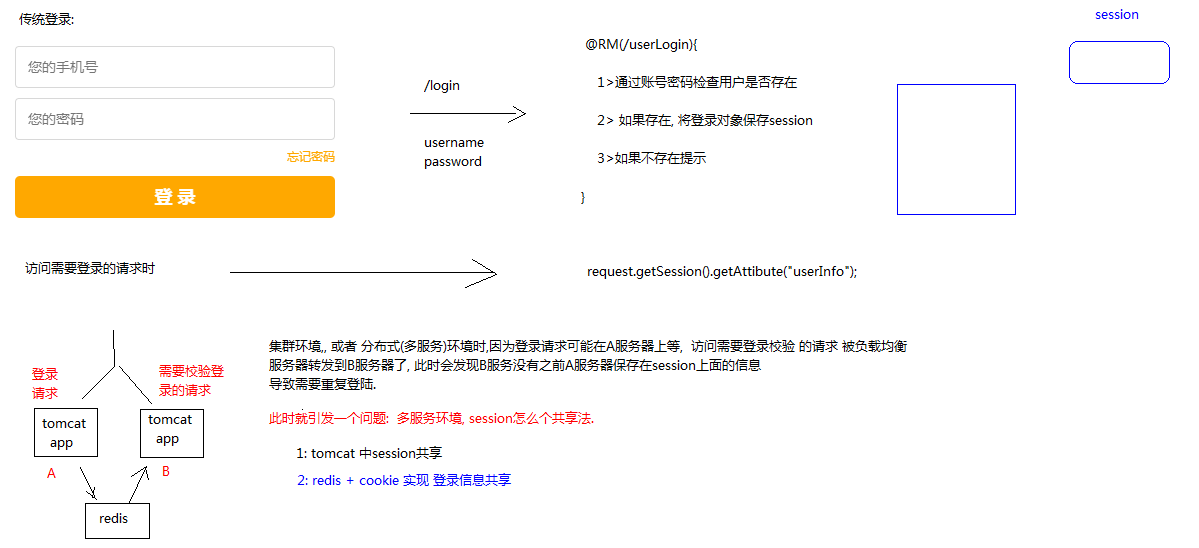 传统登录:
session
您的手机号
您的密码
忘记密码
登 录
/login
username
password
@RM(/userLogin){
1>通过账号密码检查用户是否存在
2> 如果存在, 将登录对象保存session
3>如果不存在提示
}
访问需要登录的请求时
request.getSession().getAttibute("userInfo");
集群环境,, 或者 分布式(多服务)环境时,因为登录请求可能在A服务器上等, 访问需要登录校验 的请求 被负载均衡
服务器转发到B服务器了, 此时会发现B服务没有之前A服务器保存在session上面的信息
导致需要重复登陆.
此时就引发一个问题: 多服务环境, session怎么个共享法.
1: tomcat 中session共享
2: redis + cookie 实现 登录信息共享
登录
请求
需要校验登
录的请求
tomcat
app
tomcat
app
A
B
redis